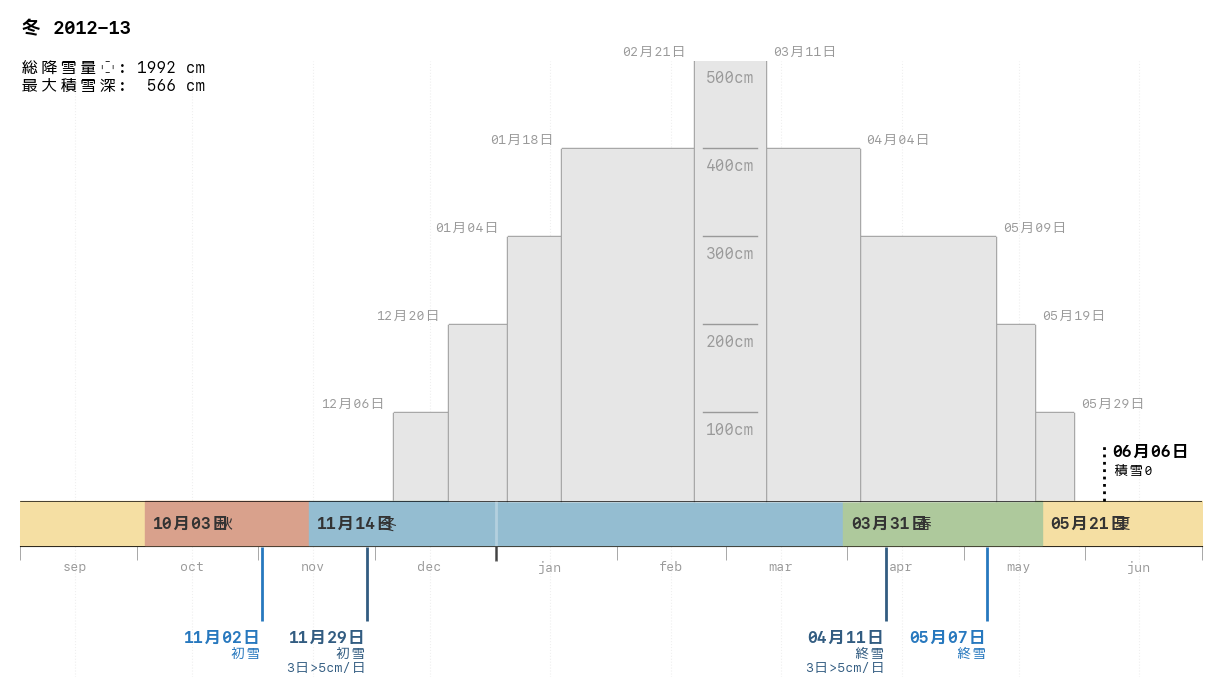 冬 2012–13
総降雪量: 1992 cm
最大積雪深: 566 cm
02月21日
03月11日
500cm
01月18日
04月04日
400cm
01月04日
05月09日
300cm
12月20日
05月19日
200cm
12月06日
05月29日
100cm
06月06日
積雪0
10月03日秋
11月14日冬
03月31日春
05月21日夏
sep oct nov dec jan feb mar apr may jun
11月02日
初雪
11月29日
初雪
3日>5cm/日
04月11日
終雪
3日>5cm/日
05月07日
終雪